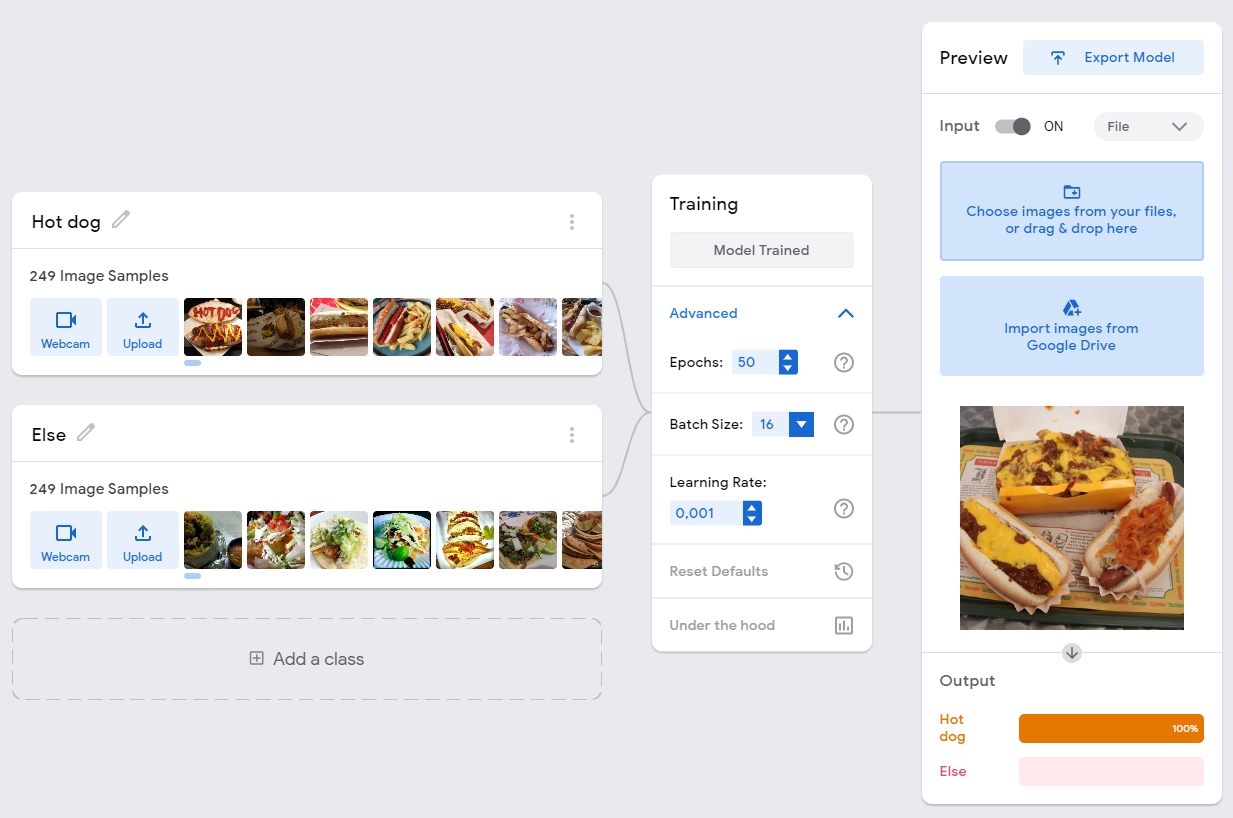 Hot dog
249 Image Samples
Webcam
Upload
HOT DOG
Else
249 Image Samples
Webcam
Upload
Add a class
Training
Model Trained
Advanced
Epochs: 50
Batch Size: 16
Learning Rate:
0,001
Reset Defaults
Under the hood
Preview
Export Model
Input
ON
File
Choose images from your files,
or drag & drop here
Import images from
Google Drive
Output
Hot
dog
100%
Else